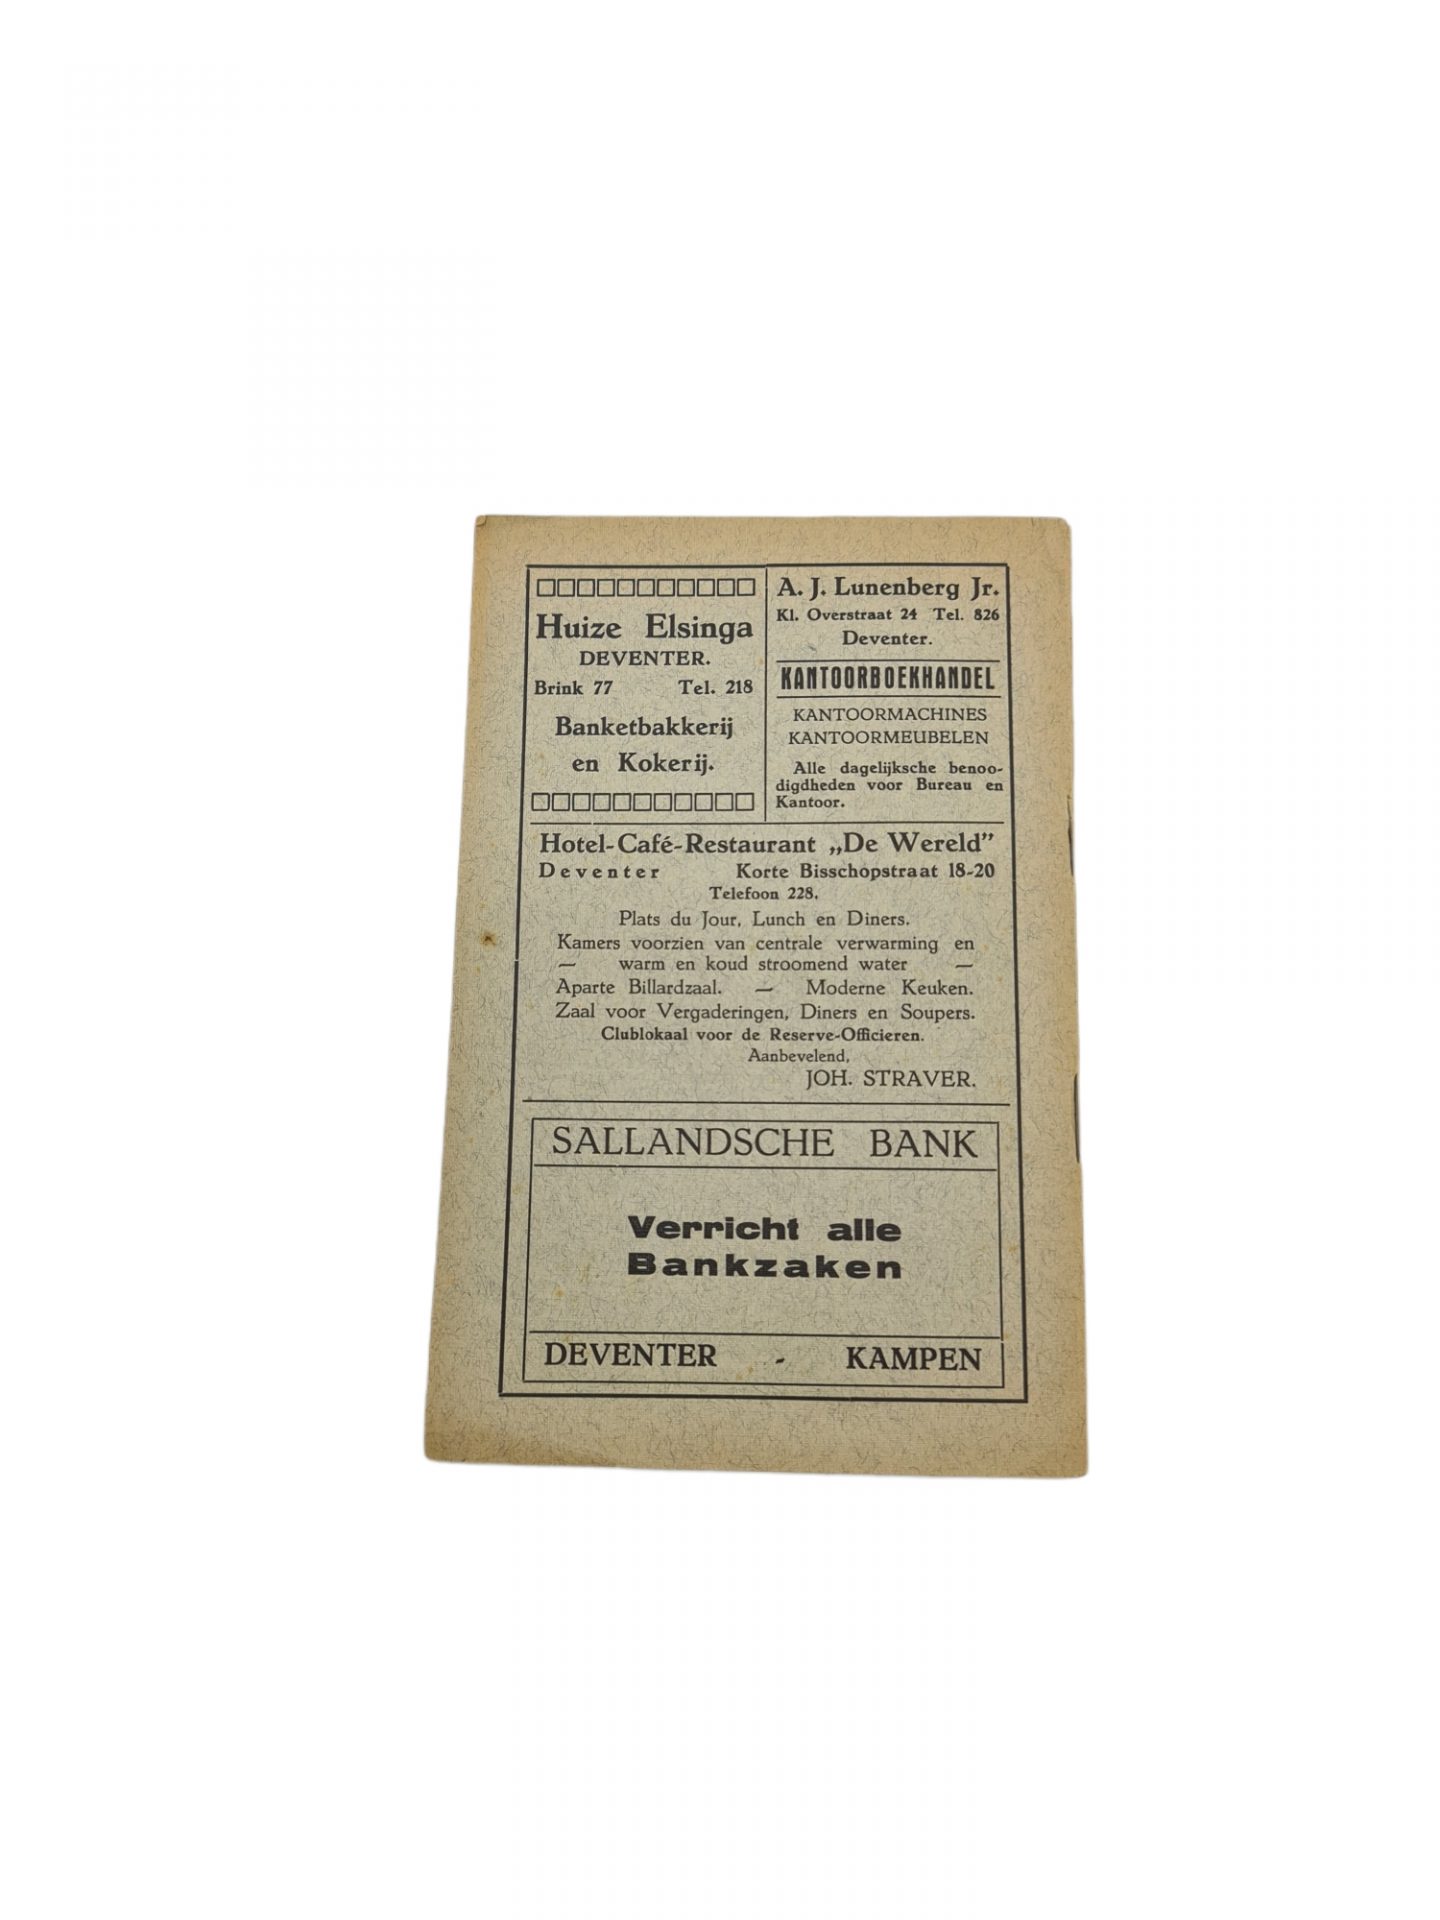 Huize Elsinga
DEVENTER.
Brink 77 Tel. 218
Banketbakkerij
en Kokerij.
A. J. Lunenberg Jr.
Kl. Overstraat 24 Tel. 826
Deventer.
KANTOORBOEKHANDEL
KANTOORMACHINES
KANTOORMEUBELEN
Alle dagelijksche benoo-
digdheden voor Bureau en
Kantoor.
Hotel-Café-Restaurant „De Wereld”
Deventer Korte Bisschopstraat 18-20
Telefoon 228.
Plats du Jour, Lunch en Diners.
Kamers voorzien van centrale verwarming en
— warm en koud stroomend water —
Aparte Billardzaal. — Moderne Keuken.
Zaal voor Vergaderingen, Diners en Soupers.
Clublokaal voor de Reserve-Officieren.
Aanbevelend,
JOH. STRAVER.
SALLANDSCHE BANK
Verricht alle
Bankzaken
DEVENTER - KAMPEN